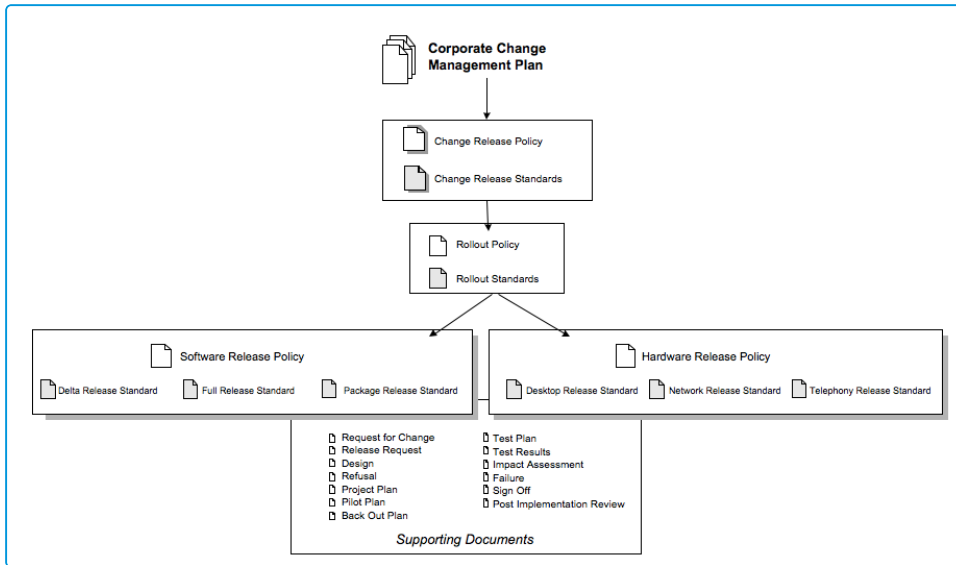 Corporate Change
Management Plan
Change Release Policy
Change Release Standards
Rollout Policy
Rollout Standards
Software Release Policy
Delta Release Standard
Full Release Standard
Package Release Standard
Hardware Release Policy
Desktop Release Standard
Network Release Standard
Telephony Release Standard
Request for Change
Release Request
Design
Refusal
Project Plan
Pilot Plan
Back Out Plan
Test Plan
Test Results
Impact Assessment
Failure
Sign Off
Post Implementation Review
Supporting Documents